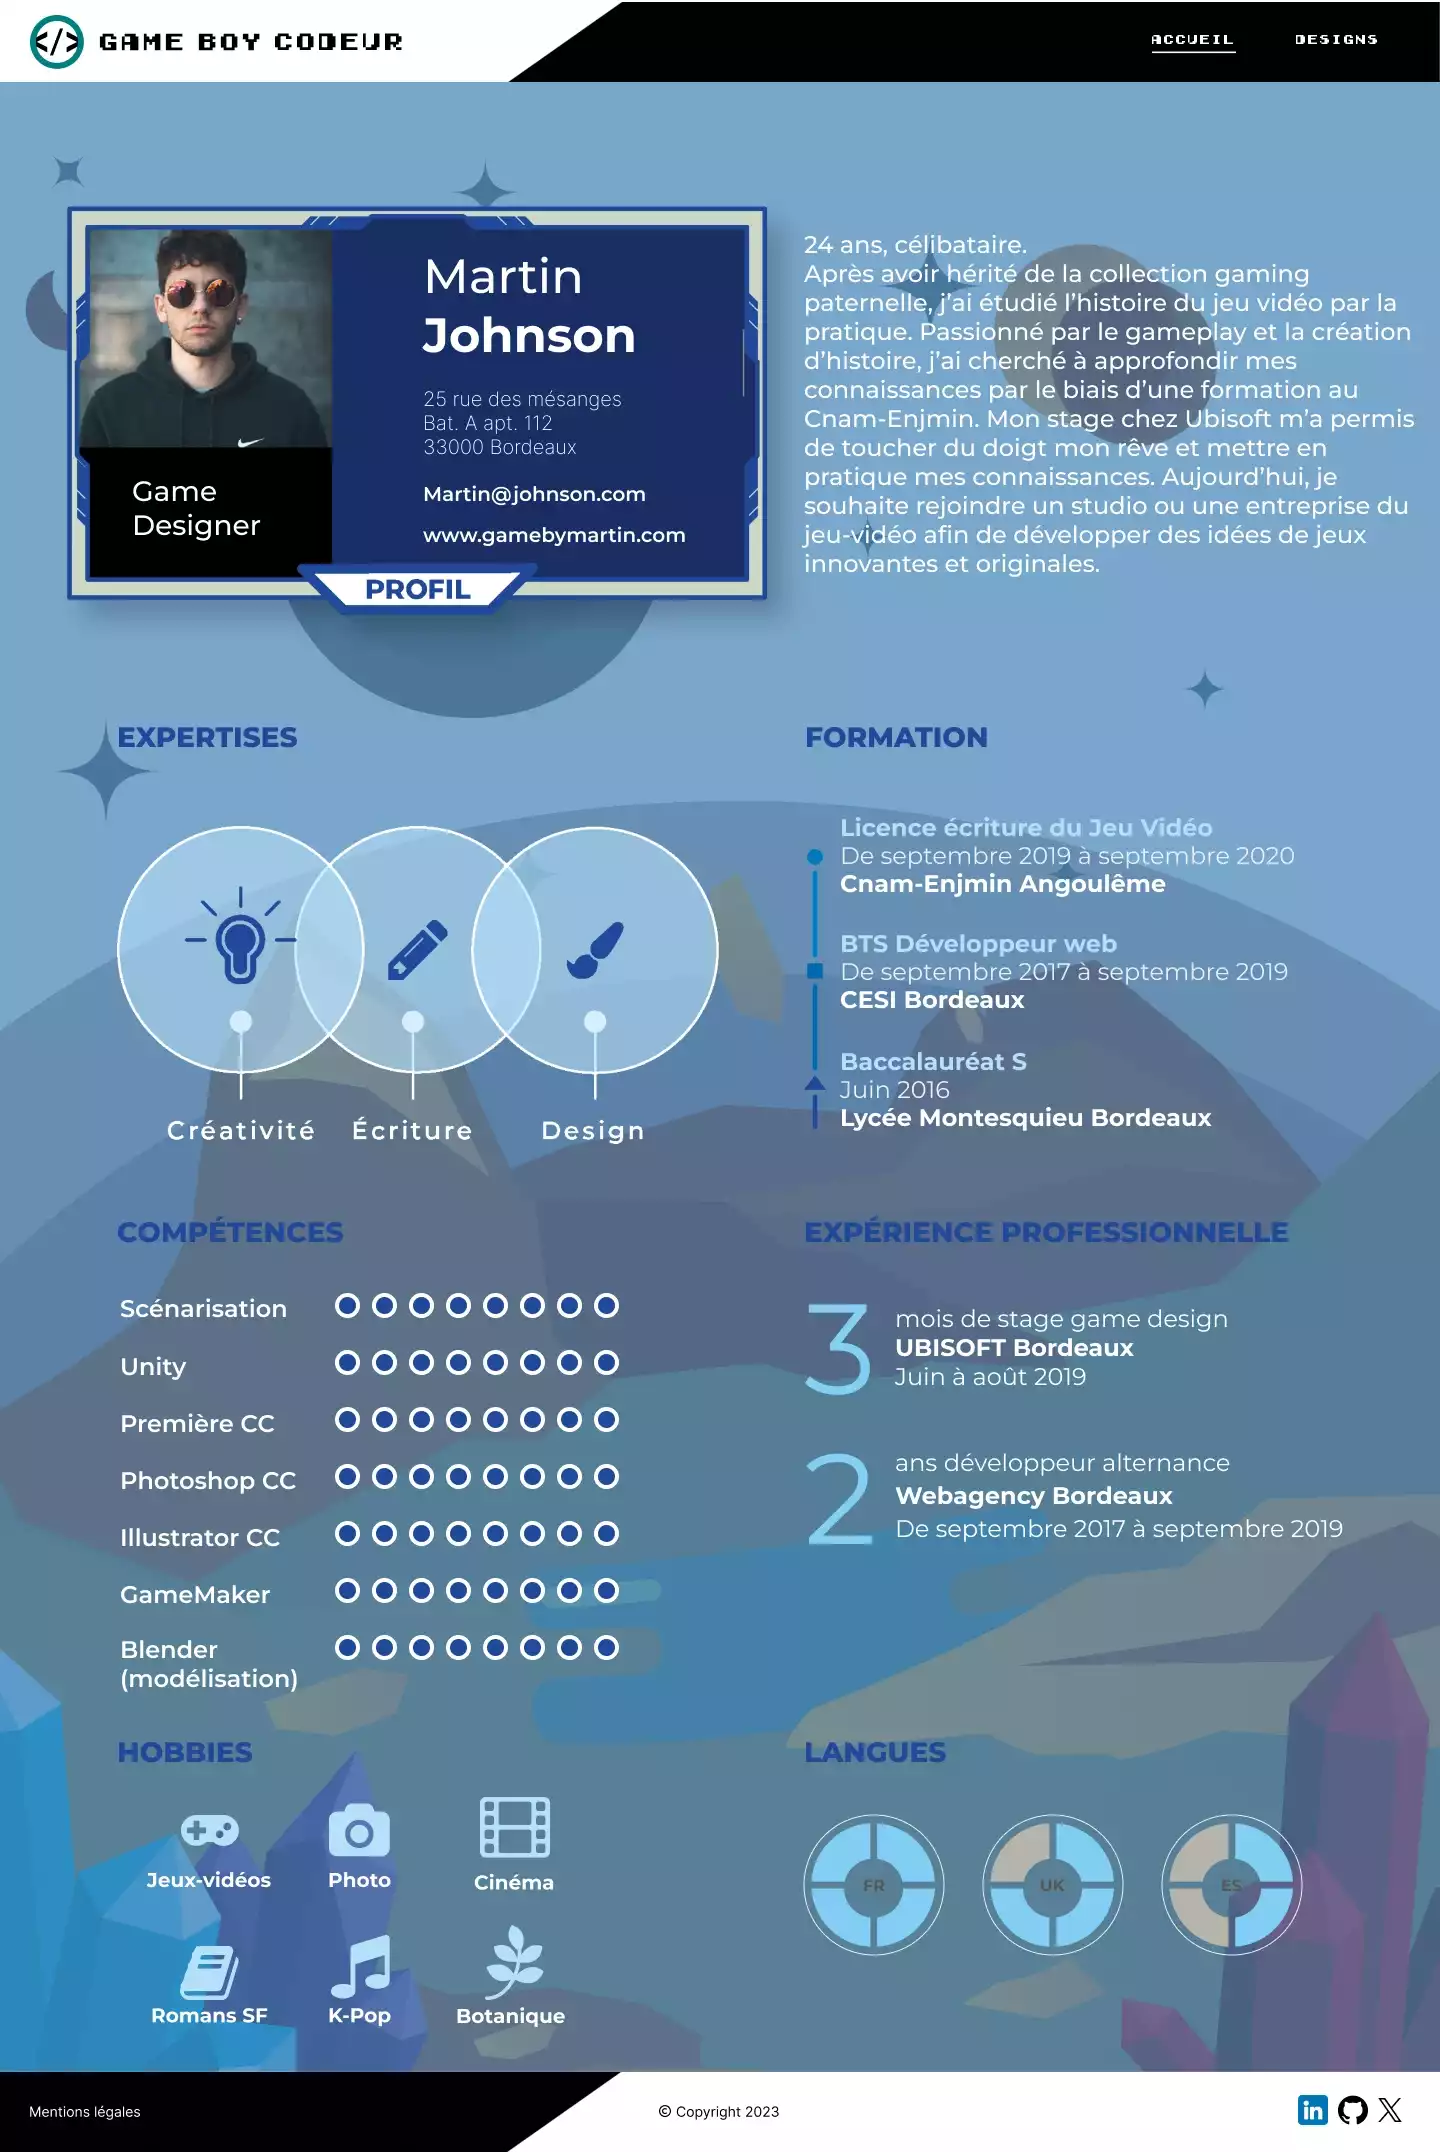 </> GAME BOY CODEUR
ACCUEIL
DESIGNS
Martin
Johnson
25 rue des mésanges
Bat. A apt. 112
33000 Bordeaux
Martin@johnson.com
www.gamebymartin.com
Game
Designer
PROFIL
24 ans, célibataire.
Après avoir hérité de la collection gaming
paternelle, j’ai étudié l’histoire du jeu vidéo par la
pratique. Passionné par le gameplay et la création
d’histoire, j’ai cherché à approfondir mes
connaissances par le biais d’une formation au
Cnam-Enjmin. Mon stage chez Ubisoft m’a permis
de toucher du doigt mon rêve et mettre en
pratique mes connaissances. Aujourd’hui, je
souhaite rejoindre un studio ou une entreprise du
jeu-vidéo afin de développer des idées de jeux
innovantes et originales.
EXPERTISES
Créativité
Écriture
Design
FORMATION
Licence écriture du Jeu Vidéo
De septembre 2019 à septembre 2020
Cnam-Enjmin Angoulême
BTS Développeur web
De septembre 2017 à septembre 2019
CESI Bordeaux
Baccalauréat S
Juin 2016
Lycée Montesquieu Bordeaux
COMPÉTENCES
Scénarisation
Unity
Première CC
Photoshop CC
Illustrator CC
GameMaker
Blender
(modélisation)
EXPÉRIENCE PROFESSIONNELLE
3
mois de stage game design
UBISOFT Bordeaux
Juin à août 2019
2
ans développeur alternance
Webagency Bordeaux
De septembre 2017 à septembre 2019
HOBBIES
Jeux-vidéos
Photo
Cinéma
Romans SF
K-Pop
Botanique
LANGUES
FR
UK
ES
Mentions légales
© Copyright 2023
in